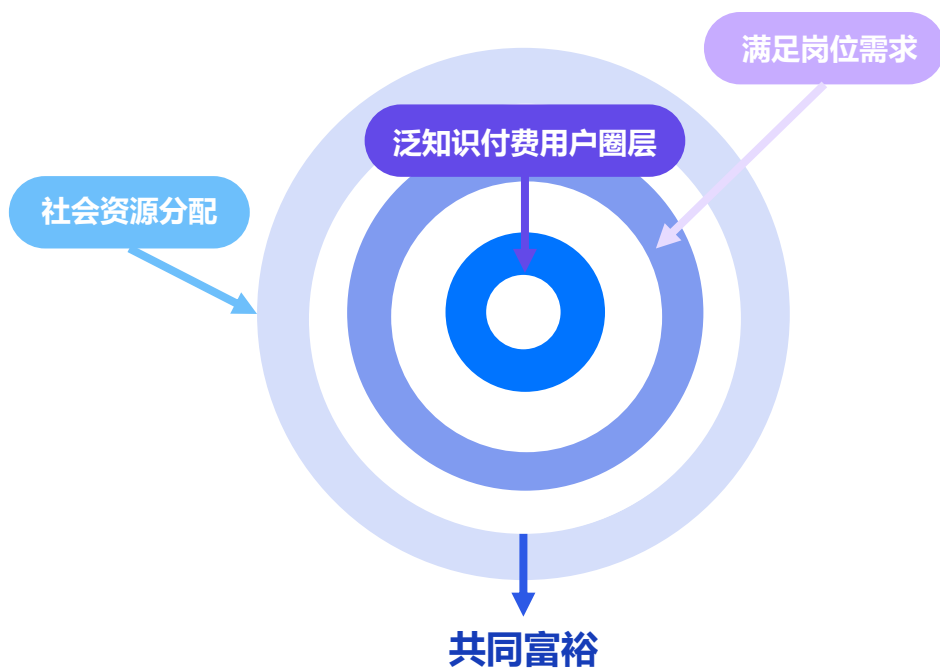 满足岗位需求
泛知识付费用户圈层
社会资源分配
共同富裕